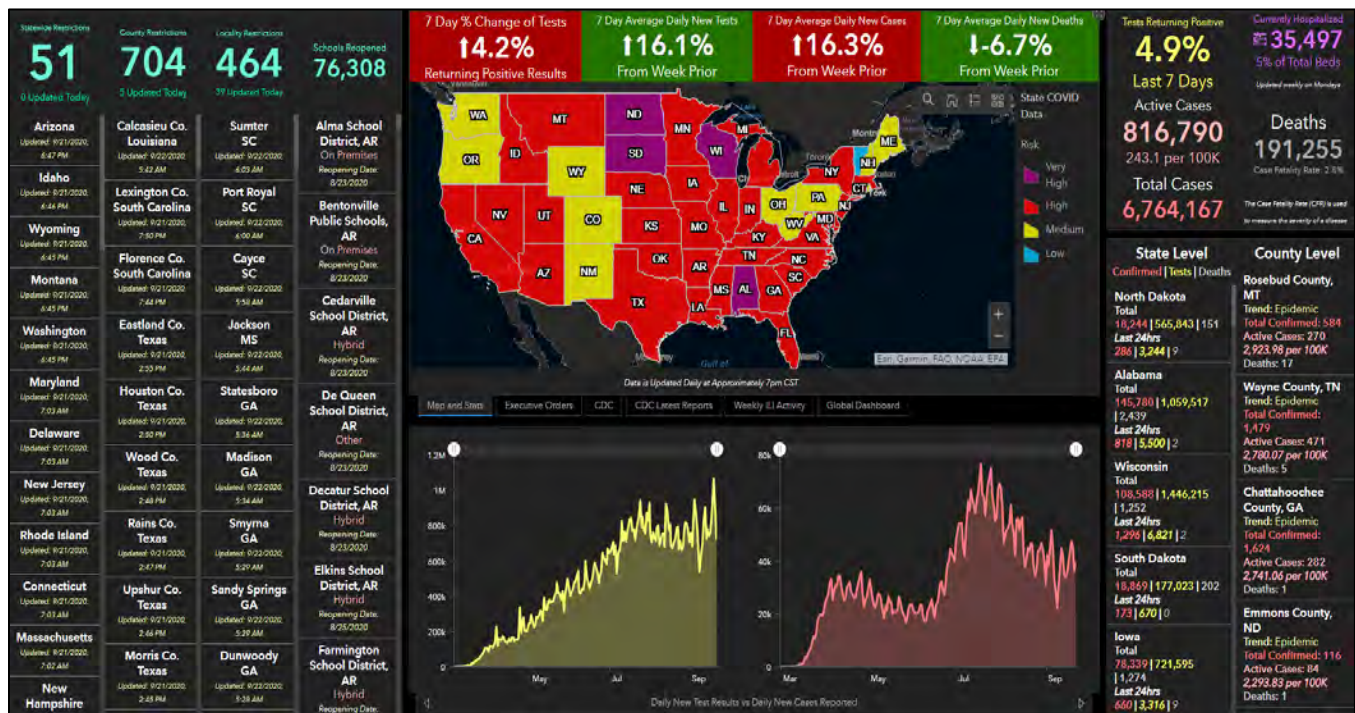 Statewide Restrictions
51
0 Updated Today
Arizona
Updated: 9/21/2020,
6:47 PM
Idaho
Updated: 9/21/2020,
6:46 PM
Wyoming
Updated: 9/21/2020,
6:45 PM
Montana
Updated: 9/21/2020,
6:45 PM
Washington
Updated: 9/21/2020,
6:45 PM
Maryland
Updated: 9/21/2020,
7:03 AM
Delaware
Updated: 9/21/2020,
7:03 AM
New Jersey
Updated: 9/21/2020,
7:03 AM
Rhode Island
Updated: 9/21/2020,
7:03 AM
Connecticut
Updated: 9/21/2020,
7:03 AM
Massachusetts
Updated: 9/21/2020,
7:02 AM
New
Hampshire
County Restrictions
704
5 Updated Today
Calcasieu Co.
Louisiana
Updated: 9/22/2020,
5:42 AM
Lexington Co.
South Carolina
Updated: 9/21/2020,
7:50 PM
Florence Co.
South Carolina
Updated: 9/21/2020,
7:44 PM
Eastland Co.
Texas
Updated: 9/21/2020,
2:55 PM
Houston Co.
Texas
Updated: 9/21/2020,
2:50 PM
Wood Co.
Texas
Updated: 9/21/2020,
2:48 PM
Rains Co.
Texas
Updated: 9/21/2020,
2:47 PM
Upshur Co.
Texas
Updated: 9/21/2020,
2:46 PM
Morris Co.
Texas
Updated: 9/21/2020,
2:45 PM
Locality Restrictions
464
39 Updated Today
Sumter
SC
Updated: 9/22/2020,
6:03 AM
Port Royal
SC
Updated: 9/22/2020,
6:00 AM
Cayce
SC
Updated: 9/22/2020,
5:50 AM
Jackson
MS
Updated: 9/22/2020,
5:44 AM
Statesboro
GA
Updated: 9/22/2020,
5:36 AM
Madison
GA
Updated: 9/22/2020,
5:34 AM
Smyrna
GA
Updated: 9/22/2020,
5:29 AM
Sandy Springs
GA
Updated: 9/22/2020,
5:29 AM
Dunwoody
GA
Updated: 9/22/2020,
5:28 AM
Schools Reopened
76,308
Alma School
District, AR
On Premises
Reopening Date:
8/23/2020
Bentonville
Public Schools,
AR
On Premises
Reopening Date:
8/23/2020
Cedarville
School District,
AR
Hybrid
Reopening Date:
8/23/2020
De Queen
School District,
AR
Other
Reopening Date:
8/23/2020
Decatur School
District, AR
Hybrid
Reopening Date:
8/23/2020
Elkins School
District, AR
Hybrid
Reopening Date:
8/25/2020
Farmington
School District,
AR
Hybrid
Reopening Date:
7 Day % Change of Tests
↑4.2%
Returning Positive Results
7 Day Average Daily New Tests
↑16.1%
From Week Prior
7 Day Average Daily New Cases
↑16.3%
From Week Prior
7 Day Average Daily New Deaths
↓-6.7%
From Week Prior
WA
MT
ND
MN
MI
ME
OR
ID
SD
WI
NH
WY
NE
IA
NY
CT
NV
UT
CO
KS
MO
IL
IN
OH
PA
NJ
MD
WV
VA
KY
CA
AZ
NM
OK
AR
TN
NC
SC
TX
LA
MS
AL
GA
FL
Toronto
Gulf of
State COVID
Data
Risk
Very
High
High
Medium
Low
+
−
Esri, Garmin, FAO, NOAA, EPA
Data is Updated Daily at Approximately 7pm CST
Map and Stats
Executive Orders
CDC
CDC Latest Reports
Weekly ILI Activity
Global Dashboard
1.2M
1M
800k
600k
400k
200k
0
May
Jul
Sep
80k
60k
40k
20k
0
Mar
May
Jul
Sep
Daily New Test Results vs Daily New Cases Reported
Tests Returning Positive
4.9%
Last 7 Days
Active Cases
816,790
243.1 per 100K
Total Cases
6,764,167
Currently Hospitalized
35,497
5% of Total Beds
Updated weekly on Mondays
Deaths
191,255
Case Fatality Rate: 2.8%
The Case Fatality Rate (CFR) is used
to measure the severity of a disease
State Level
Confirmed | Tests | Deaths
North Dakota
Total
18,244 | 565,843 | 151
Last 24hrs
286 | 3,244 | 9
Alabama
Total
145,780 | 1,059,517
| 2,439
Last 24hrs
818 | 5,500 | 2
Wisconsin
Total
108,588 | 1,446,215
| 1,252
Last 24hrs
1,296 | 6,821 | 2
South Dakota
Total
18,869 | 177,023 | 202
Last 24hrs
173 | 670 | 0
Iowa
Total
78,339 | 721,595
| 1,274
Last 24hrs
660 | 3,316 | 9
County Level
Rosebud County,
MT
Trend: Epidemic
Total Confirmed: 584
Active Cases: 270
2,923.98 per 100K
Deaths: 17
Wayne County, TN
Trend: Epidemic
Total Confirmed:
1,479
Active Cases: 471
2,780.07 per 100K
Deaths: 5
Chattahoochee
County, GA
Trend: Epidemic
Total Confirmed:
1,624
Active Cases: 282
2,741.06 per 100K
Deaths: 1
Emmons County,
ND
Trend: Epidemic
Total Confirmed: 116
Active Cases: 84
2,293.83 per 100K
Deaths: 1